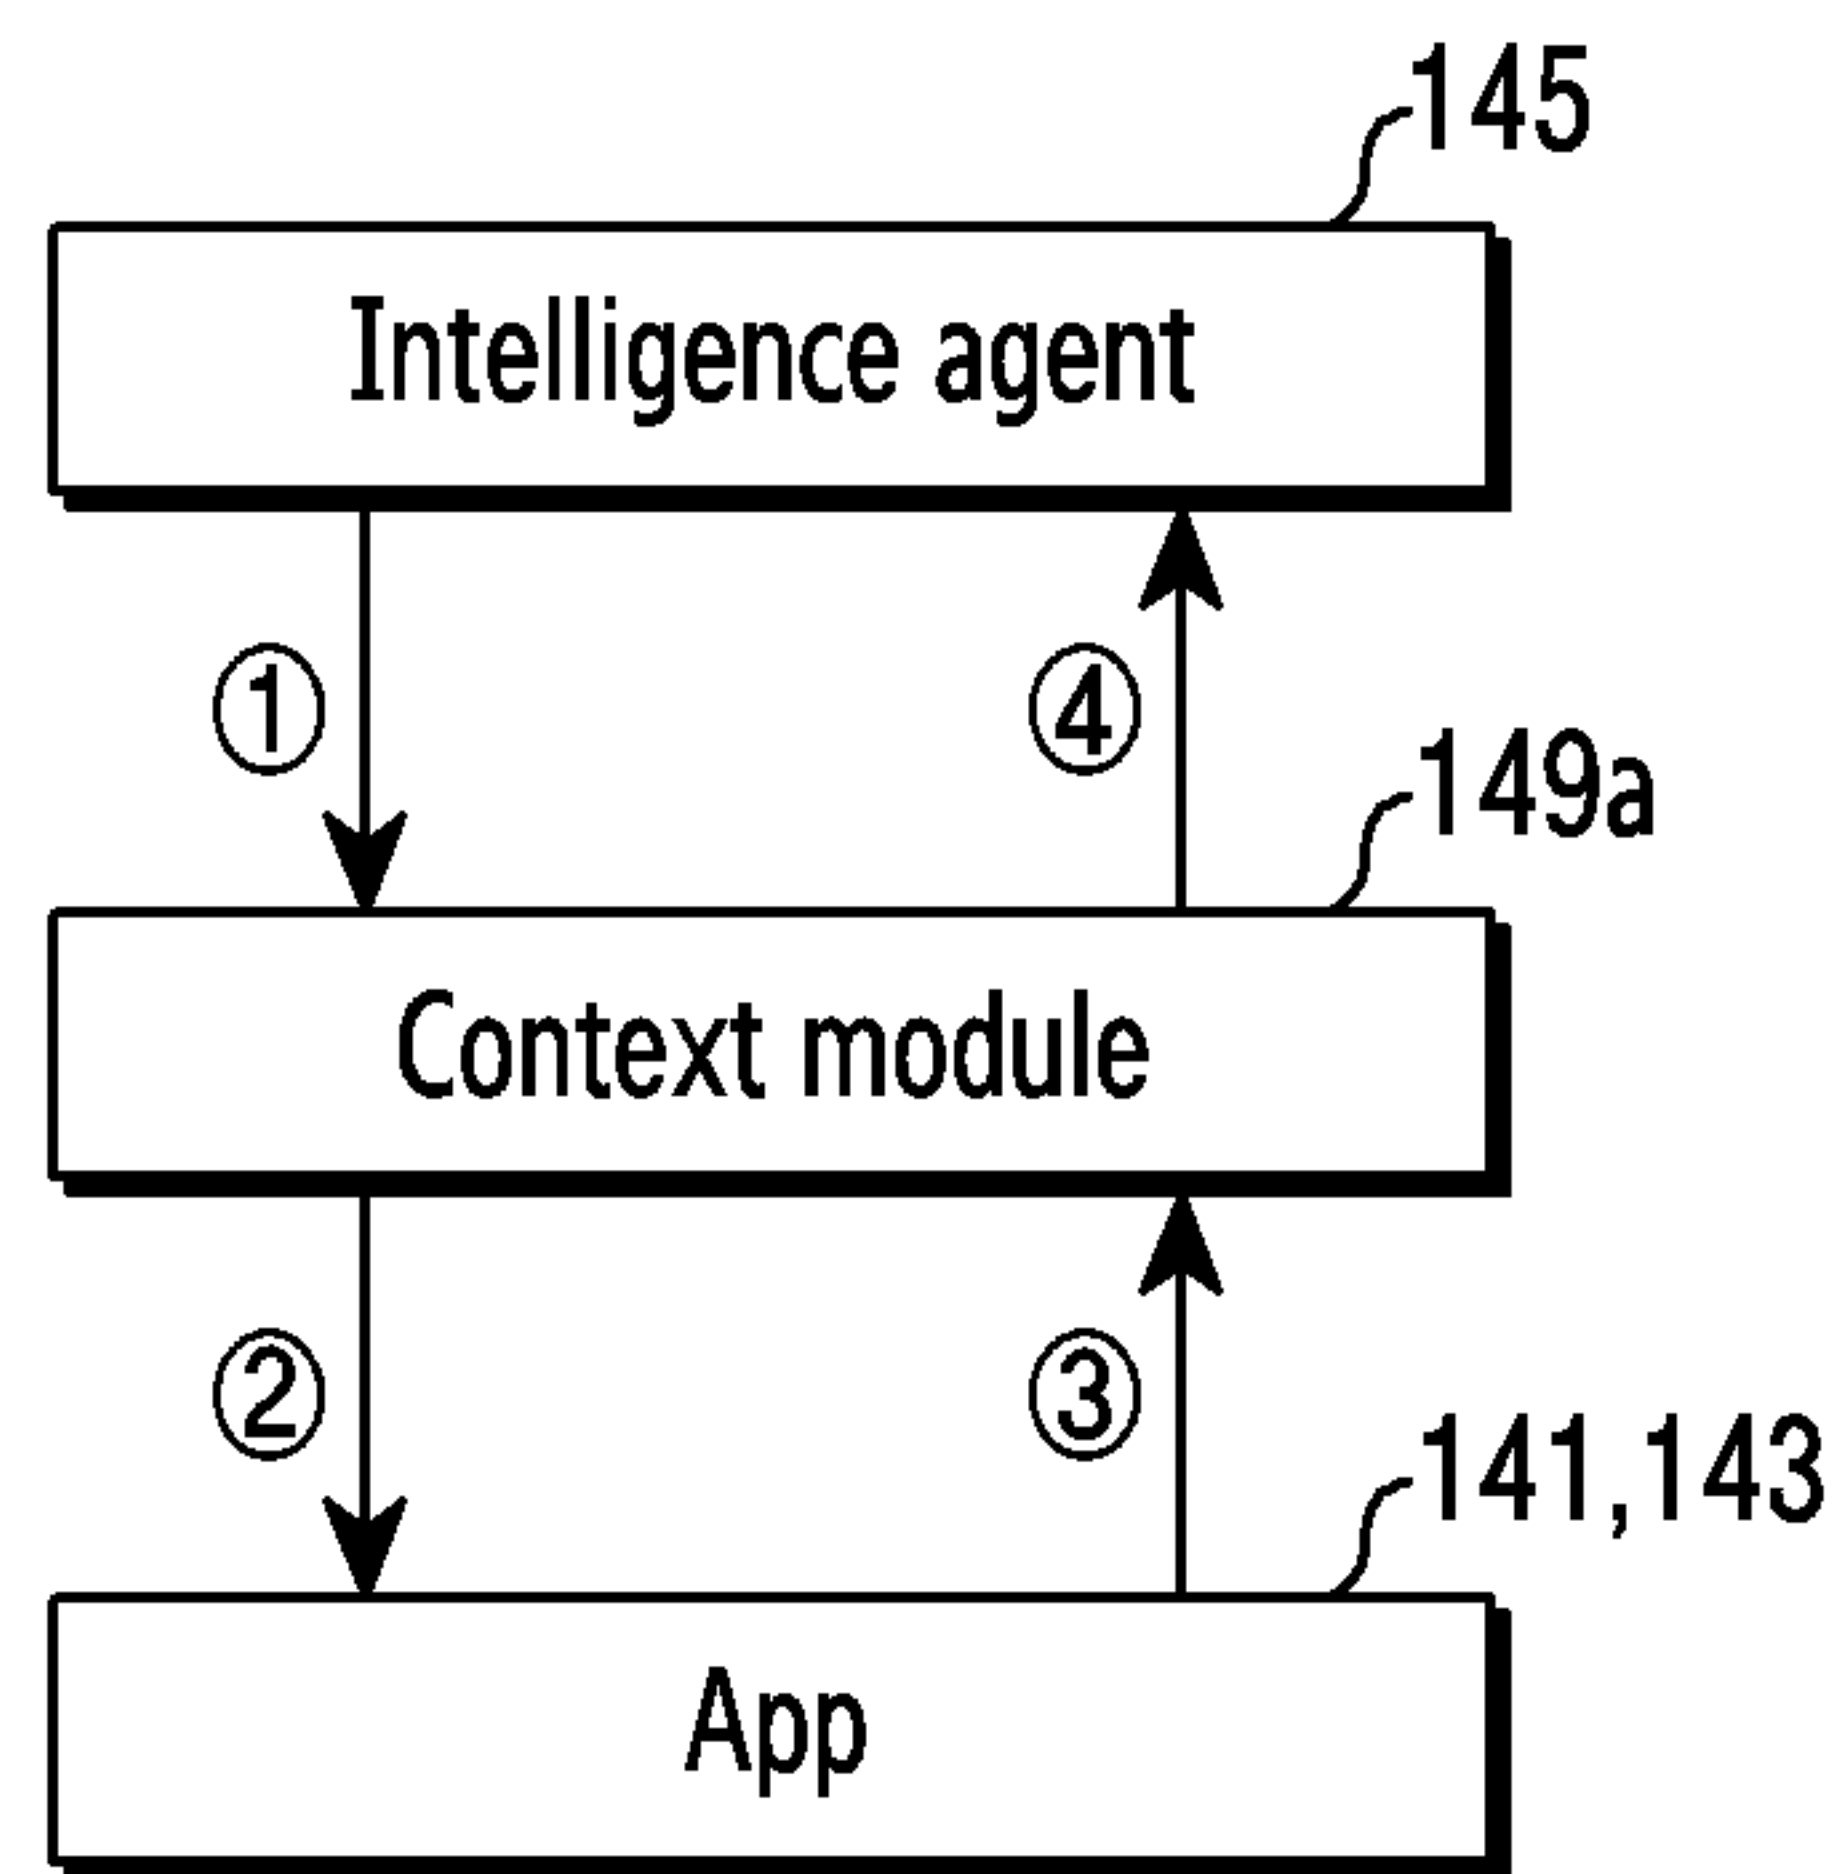 145
Intelligence agent
① ④
149a
Context module
② ③
141,143
App